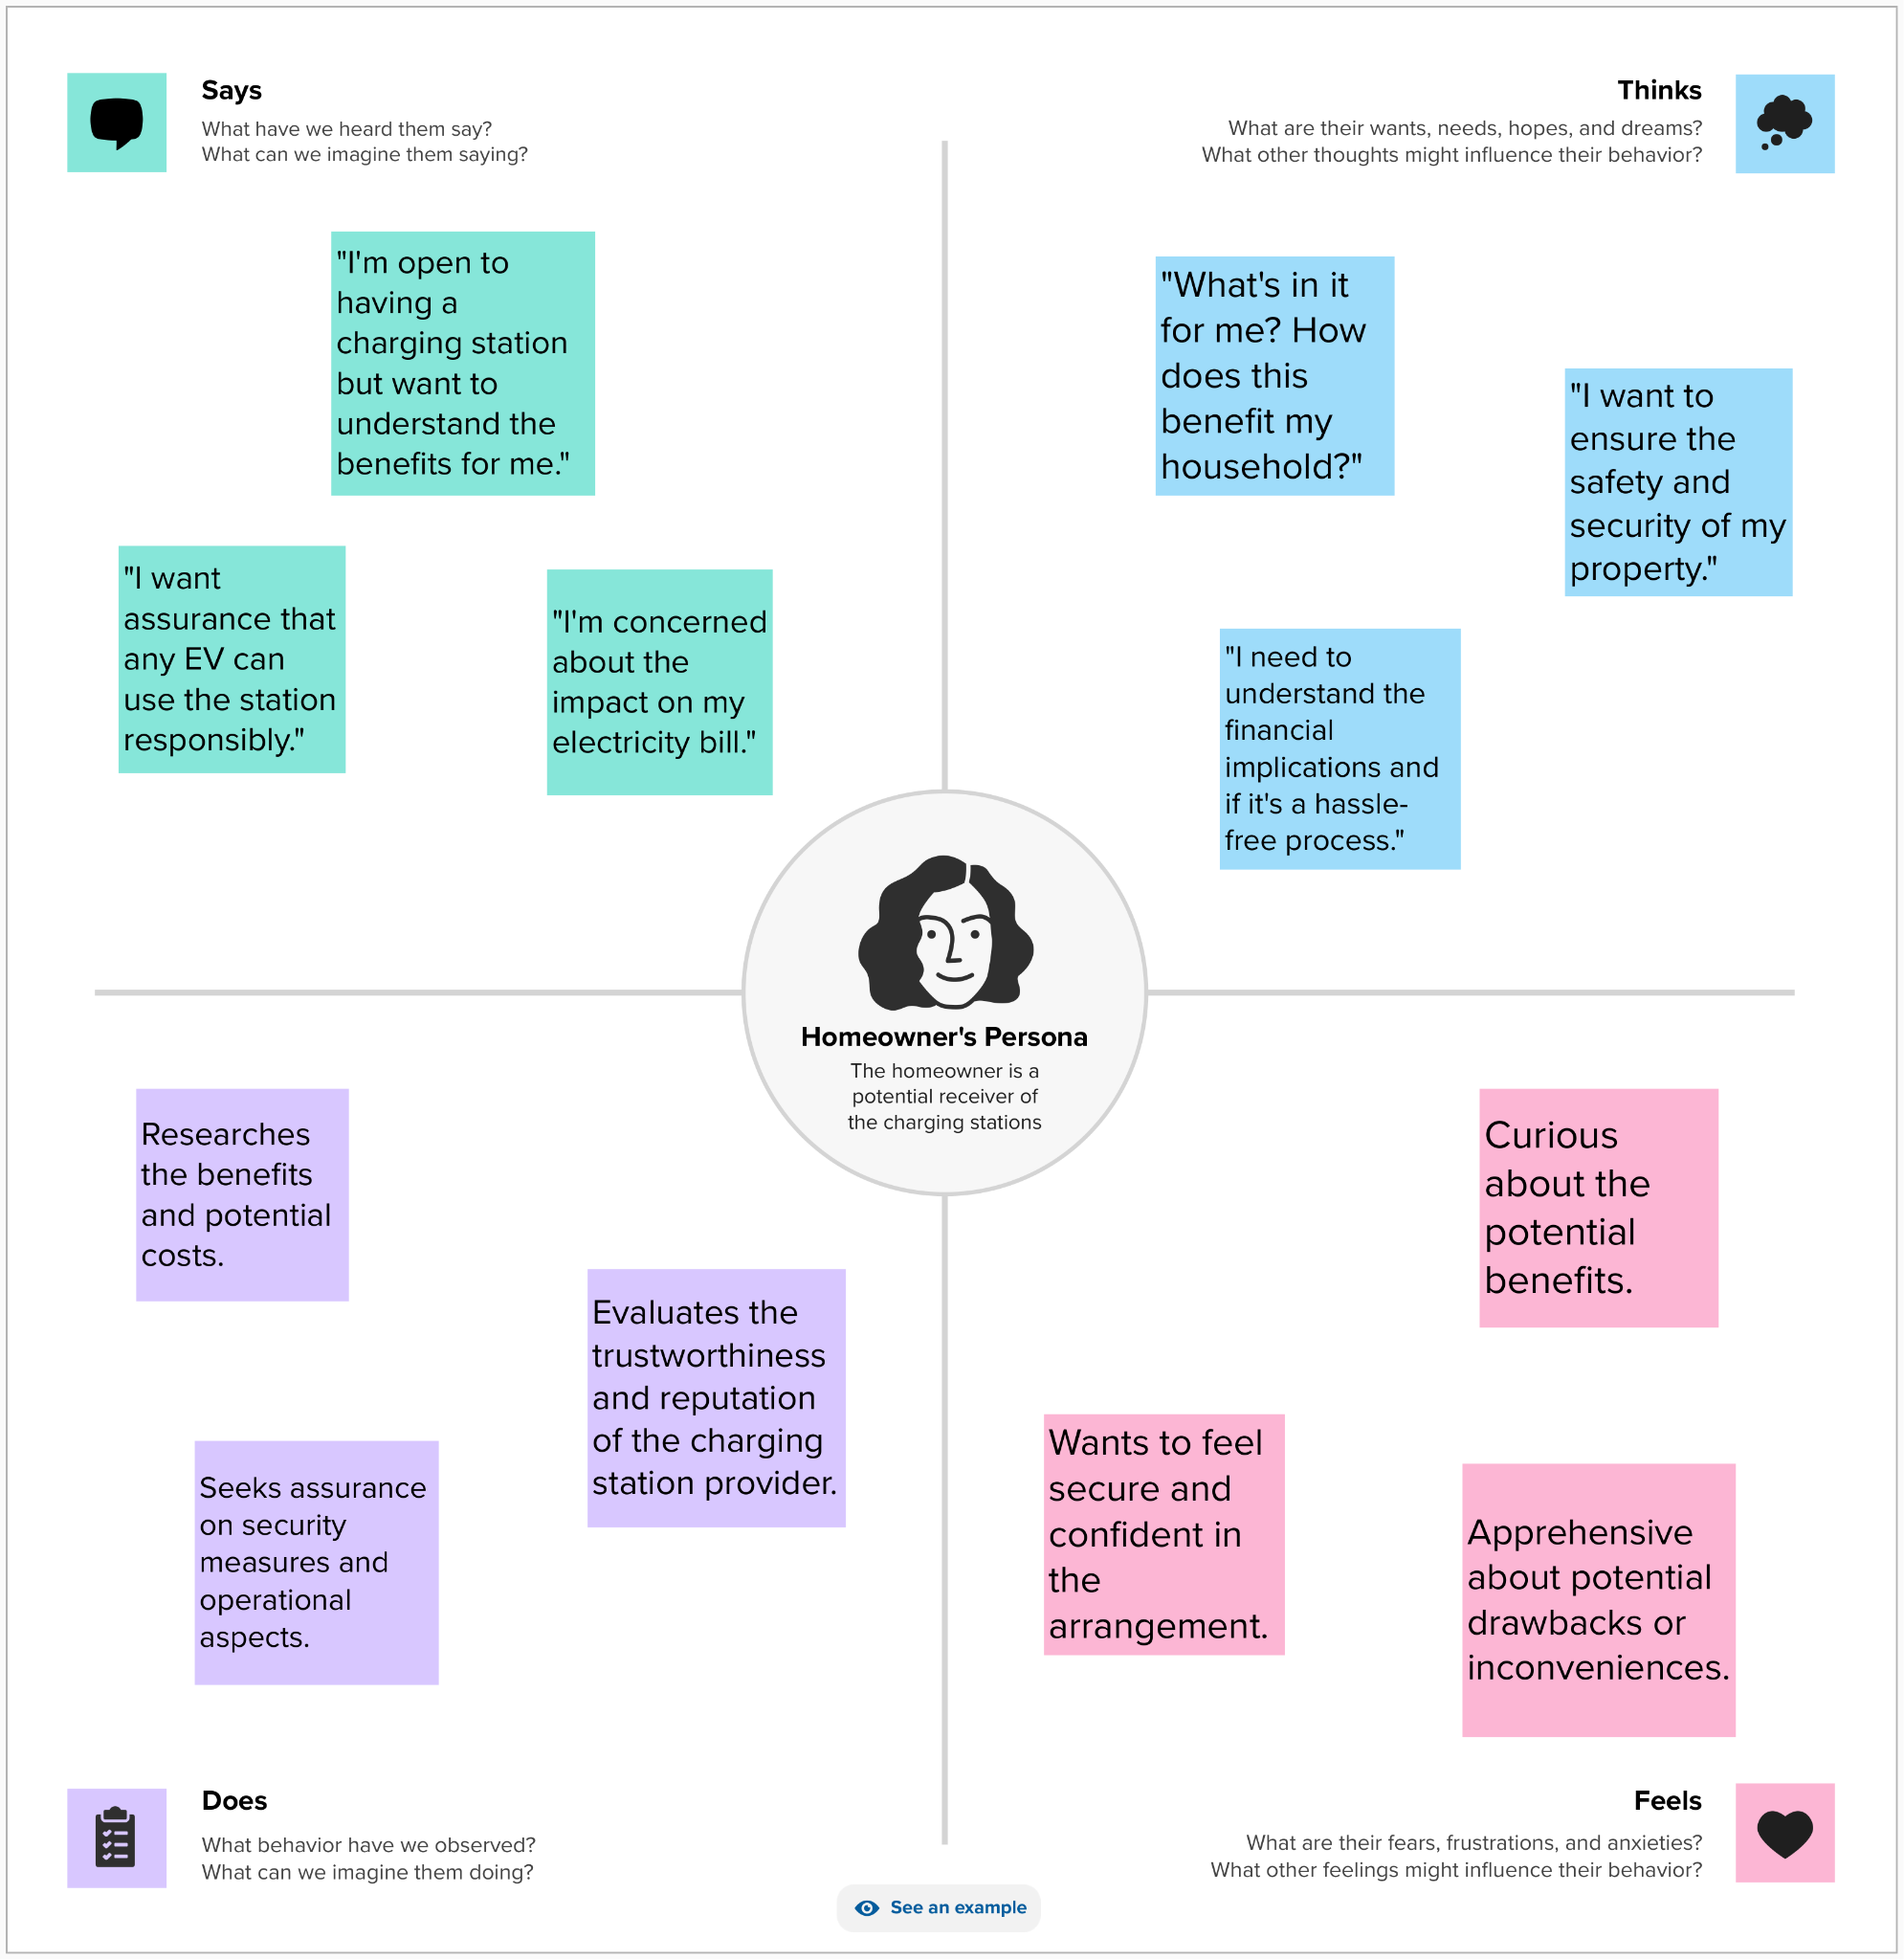 Says
What have we heard them say?
What can we imagine them saying?
Thinks
What are their wants, needs, hopes, and dreams?
What other thoughts might influence their behavior?
"I'm open to
having a
charging station
but want to
understand the
benefits for me."
"I want
assurance that
any EV can
use the station
responsibly."
"I'm concerned
about the
impact on my
electricity bill."
"What's in it
for me? How
does this
benefit my
household?"
"I want to
ensure the
safety and
security of my
property."
"I need to
understand the
financial
implications and
if it's a hassle-
free process."
Homeowner's Persona
The homeowner is a
potential receiver of
the charging stations
Researches
the benefits
and potential
costs.
Evaluates the
trustworthiness
and reputation
of the charging
station provider.
Seeks assurance
on security
measures and
operational
aspects.
Curious
about the
potential
benefits.
Wants to feel
secure and
confident in
the
arrangement.
Apprehensive
about potential
drawbacks or
inconveniences.
Does
What behavior have we observed?
What can we imagine them doing?
Feels
What are their fears, frustrations, and anxieties?
What other feelings might influence their behavior?
See an example